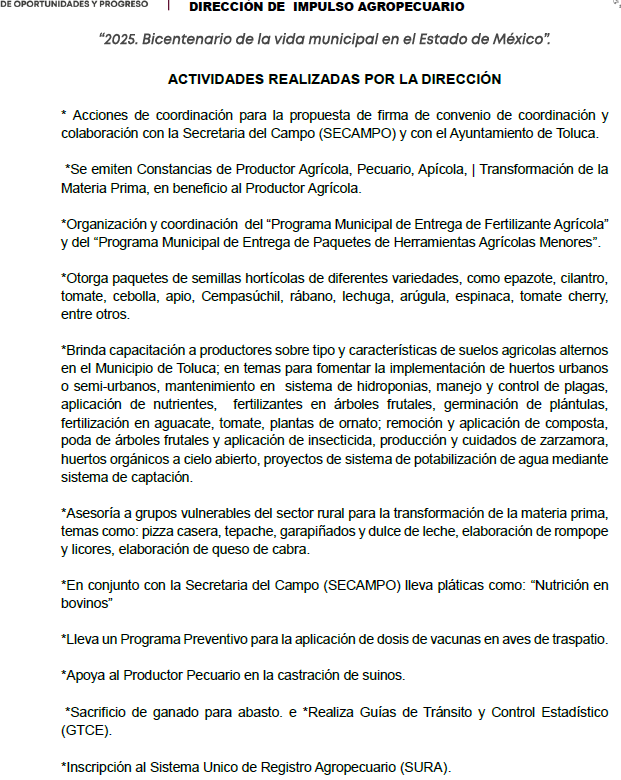 DE OPORTUNIDADES Y PROGRESO
DIRECCIÓN DE IMPULSO AGROPECUARIO
“2025. Bicentenario de la vida municipal en el Estado de México”.
ACTIVIDADES REALIZADAS POR LA DIRECCIÓN
* Acciones de coordinación para la propuesta de firma de convenio de coordinación y
colaboración con la Secretaria del Campo (SECAMPO) y con el Ayuntamiento de Toluca.
*Se emiten Constancias de Productor Agrícola, Pecuario, Apícola, | Transformación de la
Materia Prima, en beneficio al Productor Agrícola.
*Organización y coordinación del “Programa Municipal de Entrega de Fertilizante Agrícola”
y del “Programa Municipal de Entrega de Paquetes de Herramientas Agrícolas Menores”.
*Otorga paquetes de semillas hortícolas de diferentes variedades, como epazote, cilantro,
tomate, cebolla, apio, Cempasúchil, rábano, lechuga, arúgula, espinaca, tomate cherry,
entre otros.
*Brinda capacitación a productores sobre tipo y características de suelos agricolas alternos
en el Municipio de Toluca; en temas para fomentar la implementación de huertos urbanos
o semi-urbanos, mantenimiento en sistema de hidroponias, manejo y control de plagas,
aplicación de nutrientes, fertilizantes en árboles frutales, germinación de plántulas,
fertilización en aguacate, tomate, plantas de ornato; remoción y aplicación de composta,
poda de árboles frutales y aplicación de insecticida, producción y cuidados de zarzamora,
huertos orgánicos a cielo abierto, proyectos de sistema de potabilización de agua mediante
sistema de captación.
*Asesoría a grupos vulnerables del sector rural para la transformación de la materia prima,
temas como: pizza casera, tepache, garapiñados y dulce de leche, elaboración de rompope
y licores, elaboración de queso de cabra.
*En conjunto con la Secretaria del Campo (SECAMPO) lleva pláticas como: “Nutrición en
bovinos”
*Lleva un Programa Preventivo para la aplicación de dosis de vacunas en aves de traspatio.
*Apoya al Productor Pecuario en la castración de suinos.
*Sacrificio de ganado para abasto. e *Realiza Guías de Tránsito y Control Estadístico
(GTCE).
*Inscripción al Sistema Unico de Registro Agropecuario (SURA).